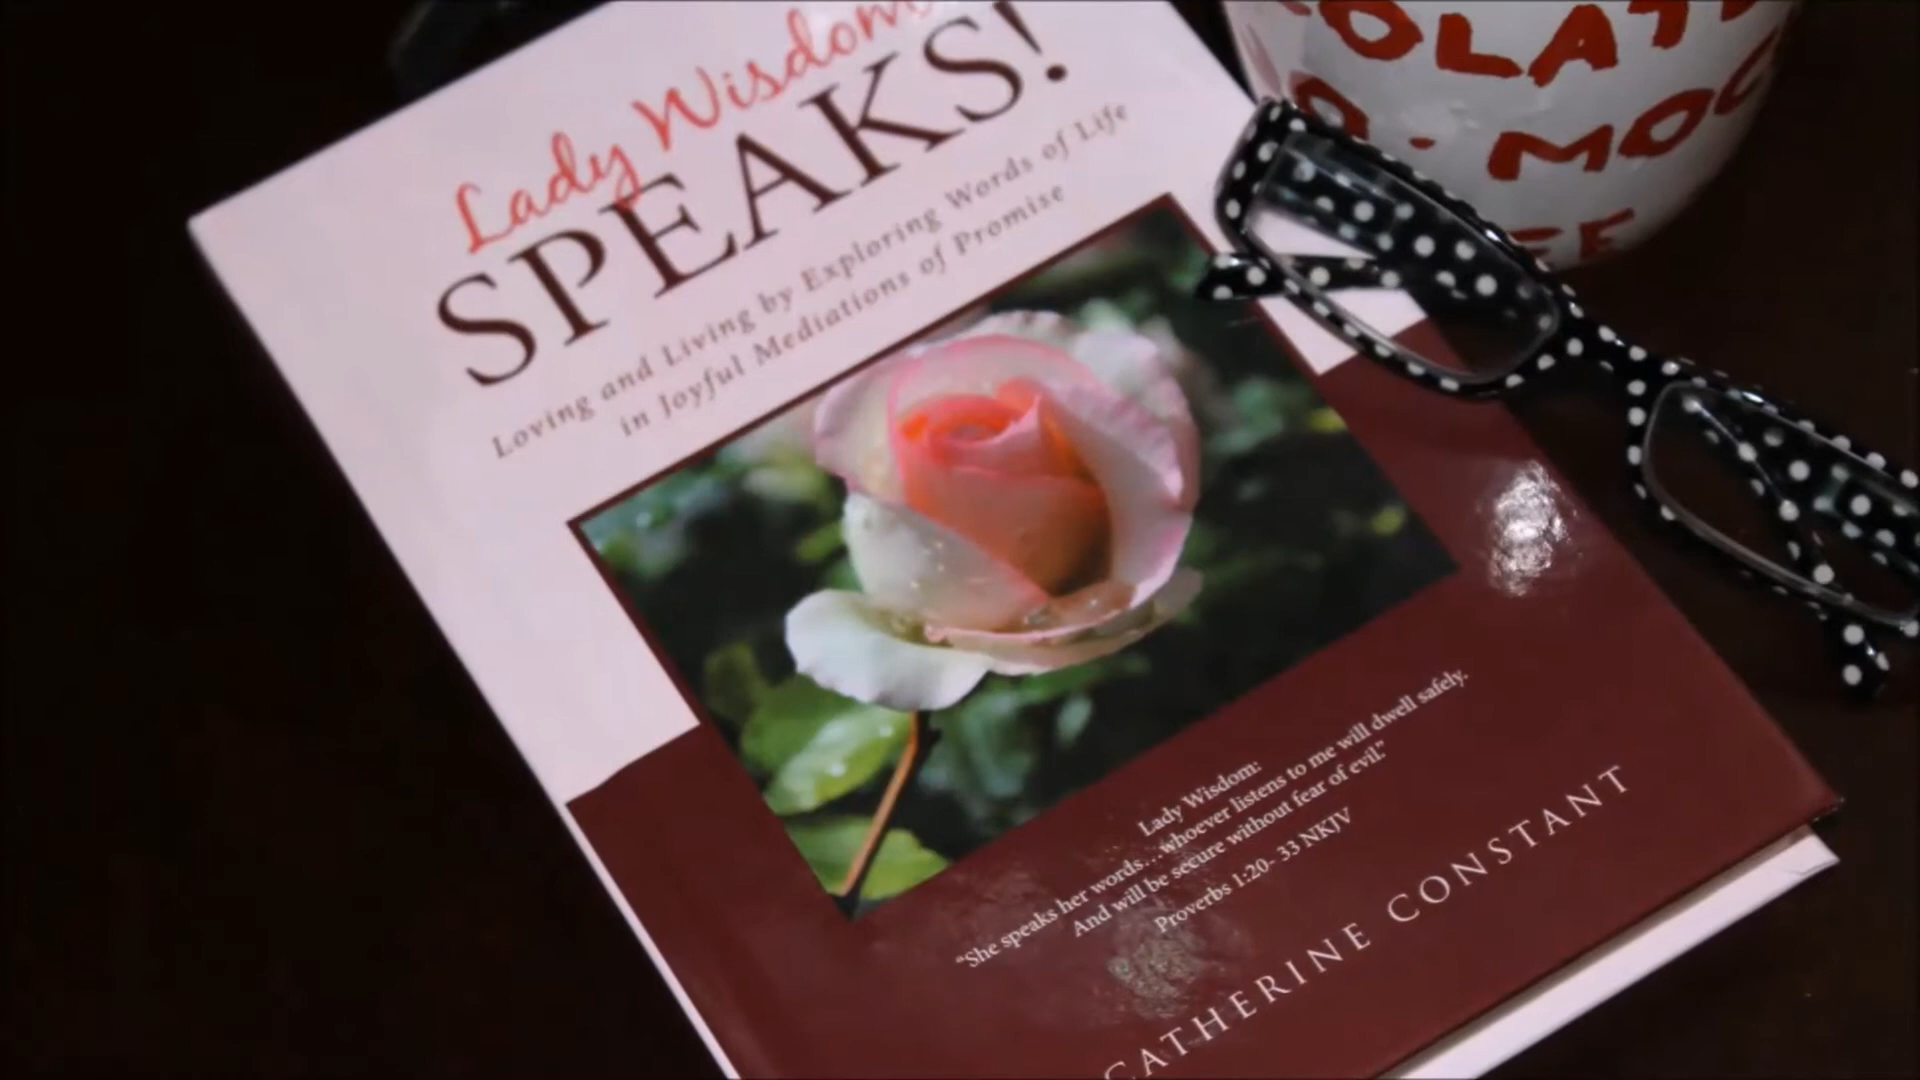 Lady Wisdom
SPEAKS!
Loving and Living by Exploring Words of Life
in Joyful Mediations of Promise
Lady Wisdom:
“She speaks her words…whoever listens to me will dwell safely.
And will be secure without fear of evil.”
Proverbs 1:20- 33 NKJV
CATHERINE CONSTANT